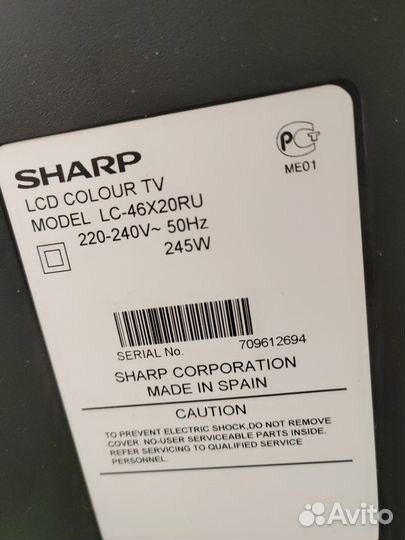 SHARP
LCD COLOUR TV
MODEL LC-46X20RU
220-240V~ 50Hz
245W
PC+
ME01
SERIAL No. 709612694
SHARP CORPORATION
MADE IN SPAIN
CAUTION
TO PREVENT ELECTRIC SHOCK,DO NOT REMOVE
COVER. NO-USER SERVICEABLE PARTS INSIDE.
REFER SERVICING TO QUALIFIED SERVICE
PERSONNEL
Avito